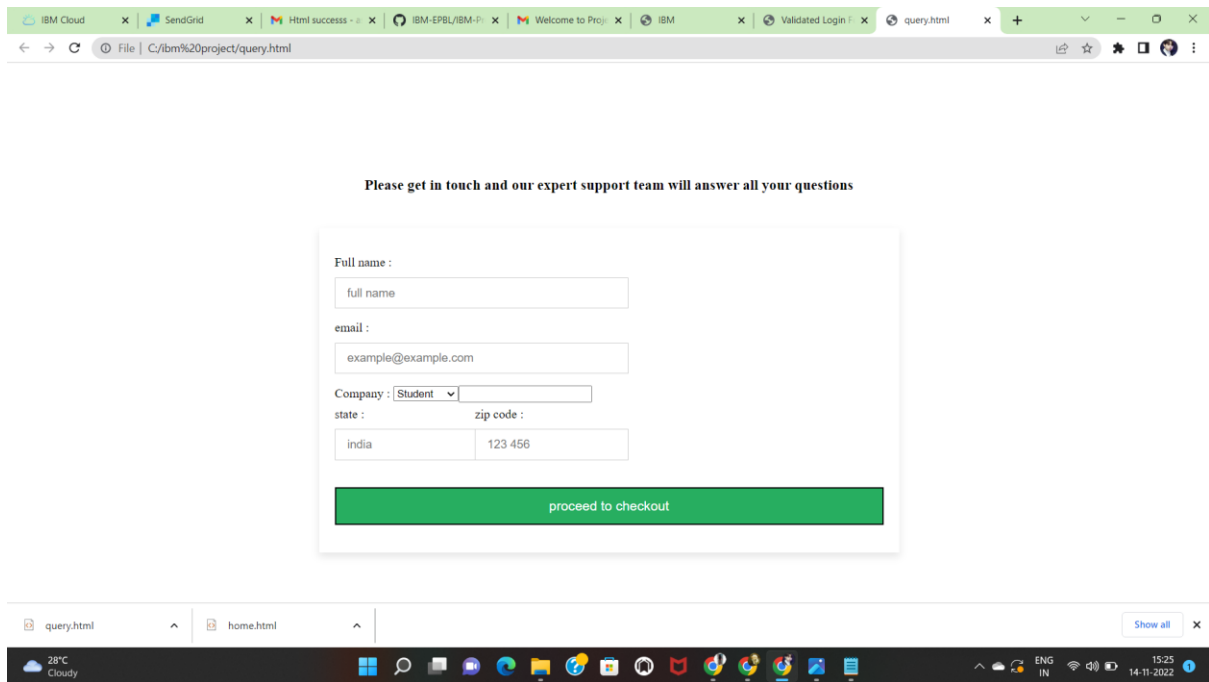 IBM Cloud SendGrid Html successs - a IBM-EPBL/IBM-Pr Welcome to Proje IBM Validated Login F query.html
File C:/ibm%20project/query.html
Please get in touch and our expert support team will answer all your questions
Full name :
full name
email :
example@example.com
Company : Student
state : zip code :
india 123 456
proceed to checkout
query.html home.html Show all
28°C
Cloudy
ENG
IN
15:25
14-11-2022
1